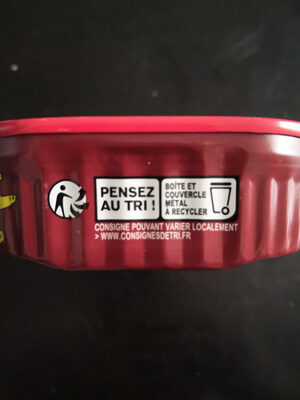 PENSEZ
AU TRI !
BOÎTE ET
COUVERCLE
MÉTAL
À RECYCLER
CONSIGNE POUVANT VARIER LOCALEMENT
> WWW.CONSIGNESDETRI.FR